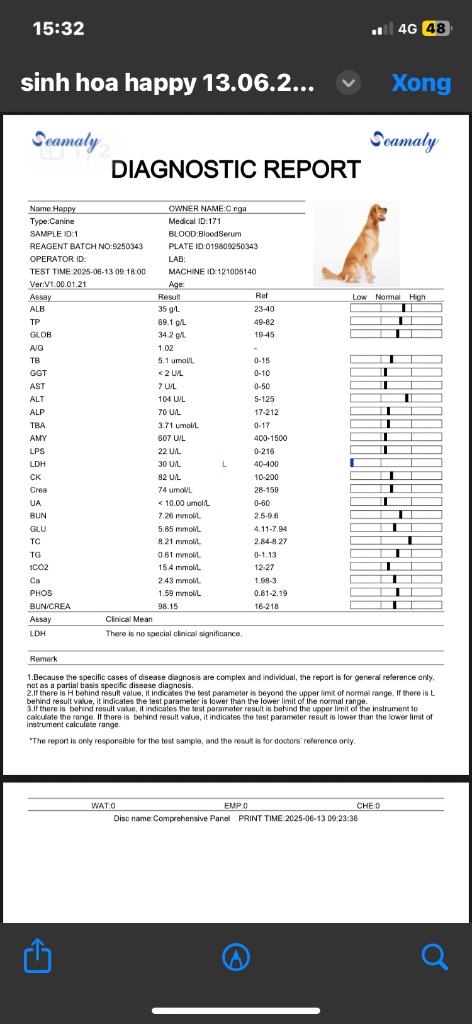 15:32
4G 48
sinh hoa happy 13.06.2... Xong
Seamaty Seamaty
1/2
DIAGNOSTIC REPORT
Name:Happy OWNER NAME:C nga
Type:Canine Medical ID:171
SAMPLE ID:1 BLOOD:BloodSerum
REAGENT BATCH NO:9250343 PLATE ID:019809250343
OPERATOR ID: LAB:
TEST TIME:2025-06-13 09:18:00 MACHINE ID:121005140
Ver:V1.00.01.21 Age:
Assay Result Ref Low Normal High
ALB 35 g/L 23-40
TP 69.1 g/L 49-82
GLOB 34.2 g/L 19-45
A/G 1.02 -
TB 5.1 umol/L 0-15
GGT < 2 U/L 0-10
AST 7 U/L 0-50
ALT 104 U/L 5-125
ALP 70 U/L 17-212
TBA 3.71 umol/L 0-17
AMY 607 U/L 400-1500
LPS 22 U/L 0-216
LDH 30 U/L L 40-400
CK 82 U/L 10-200
Crea 74 umol/L 28-159
UA < 10.00 umol/L 0-60
BUN 7.26 mmol/L 2.5-9.6
GLU 5.85 mmol/L 4.11-7.94
TC 8.21 mmol/L 2.84-8.27
TG 0.61 mmol/L 0-1.13
tCO2 15.4 mmol/L 12-27
Ca 2.43 mmol/L 1.98-3
PHOS 1.59 mmol/L 0.81-2.19
BUN/CREA 98.15 16-218
Assay Clinical Mean
LDH There is no special clinical significance.
Remark
1.Because the specific cases of disease diagnosis are complex and individual, the report is for general reference only,
not as a partial basis specific disease diagnosis.
2.If there is H behind result value, it indicates the test parameter is beyond the upper limit of normal range, If there is L
behind result value, it indicates the test parameter is lower than the lower limit of the normal range.
3.If there is behind result value, it indicates the test parameter result is behind the upper limit of the instrument to
calculate the range. If there is behind result value, it indicates the test parameter result is lower than the lower limit of
instrument calculate range.
*The report is only responsible for the test sample, and the result is for doctors' reference only.
WAT:0 EMP:0 CHE:0
Disc name:Comprehensive Panel PRINT TIME:2025-06-13 09:23:36